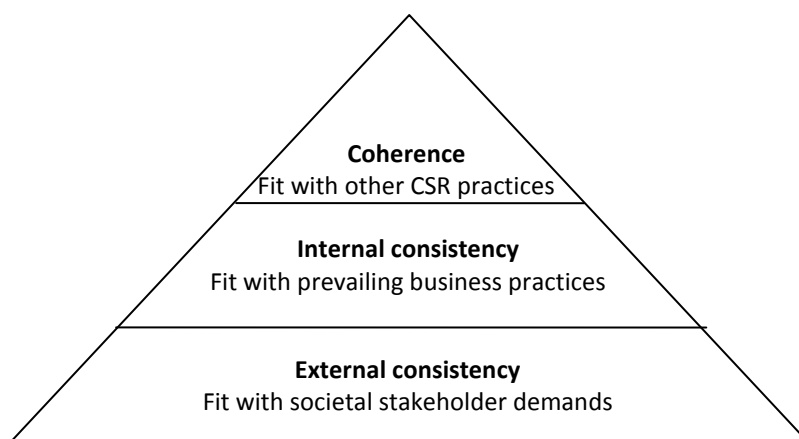 Coherence
Fit with other CSR practices
Internal consistency
Fit with prevailing business practices
External consistency
Fit with societal stakeholder demands